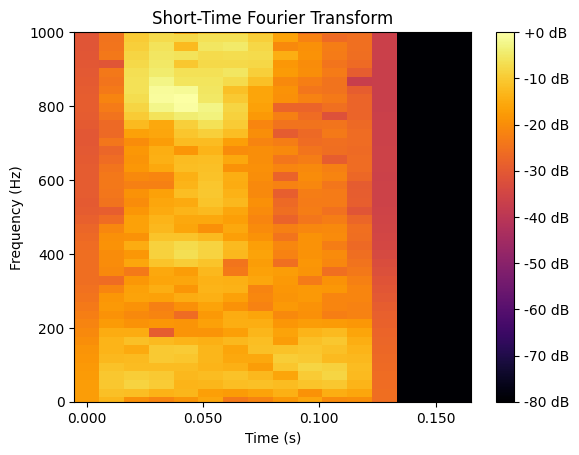 Short-Time Fourier Transform
1000
800
600
400
200
0
Frequency (Hz)
0.000
0.050
0.100
0.150
Time (s)
+0 dB
-10 dB
-20 dB
-30 dB
-40 dB
-50 dB
-60 dB
-70 dB
-80 dB